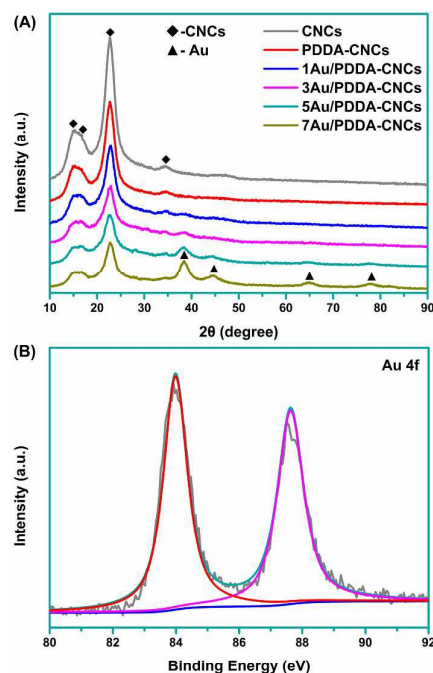 (A)
◆-CNCs
▲- Au
CNCs
PDDA-CNCs
1Au/PDDA-CNCs
3Au/PDDA-CNCs
5Au/PDDA-CNCs
7Au/PDDA-CNCs
Intensity (a.u.)
10 20 30 40 50 60 70 80 90
2θ (degree)
(B)
Au 4f
Intensity (a.u.)
80 82 84 86 88 90 92
Binding Energy (eV)